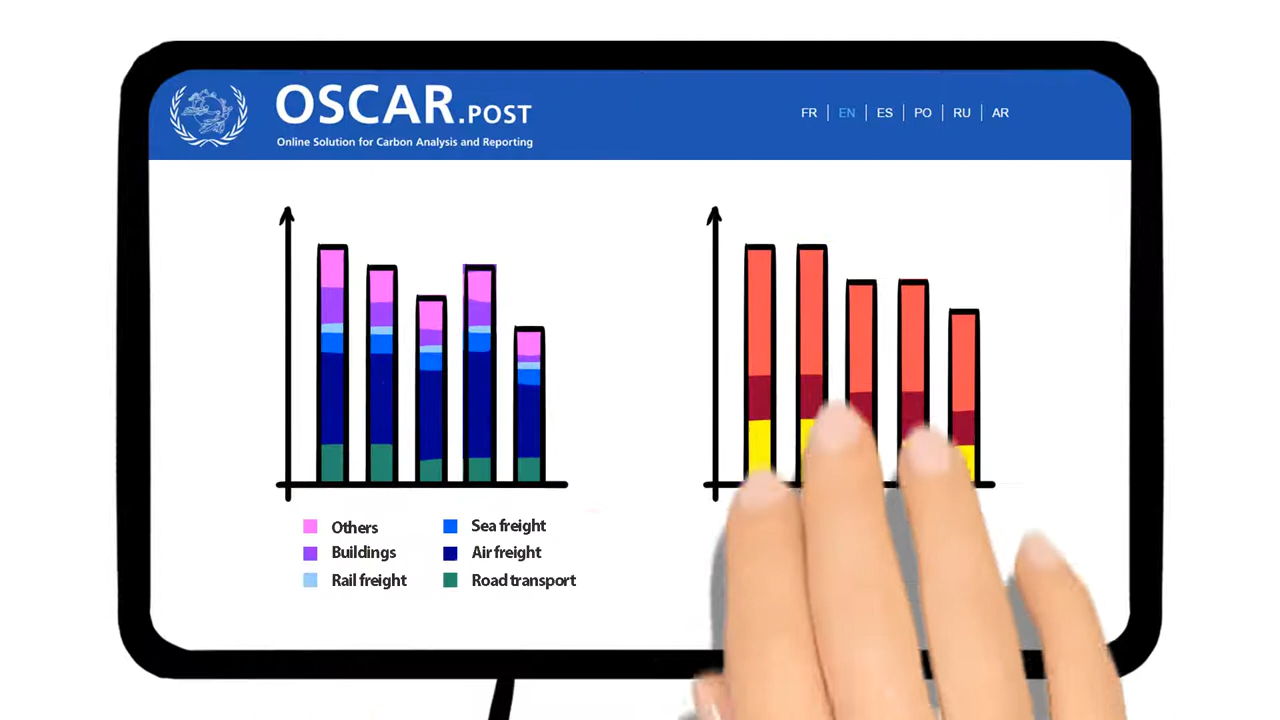 OSCAR.POST
Online Solution for Carbon Analysis and Reporting
FR | EN | ES | PO | RU | AR
Others
Buildings
Rail freight
Sea freight
Air freight
Road transport